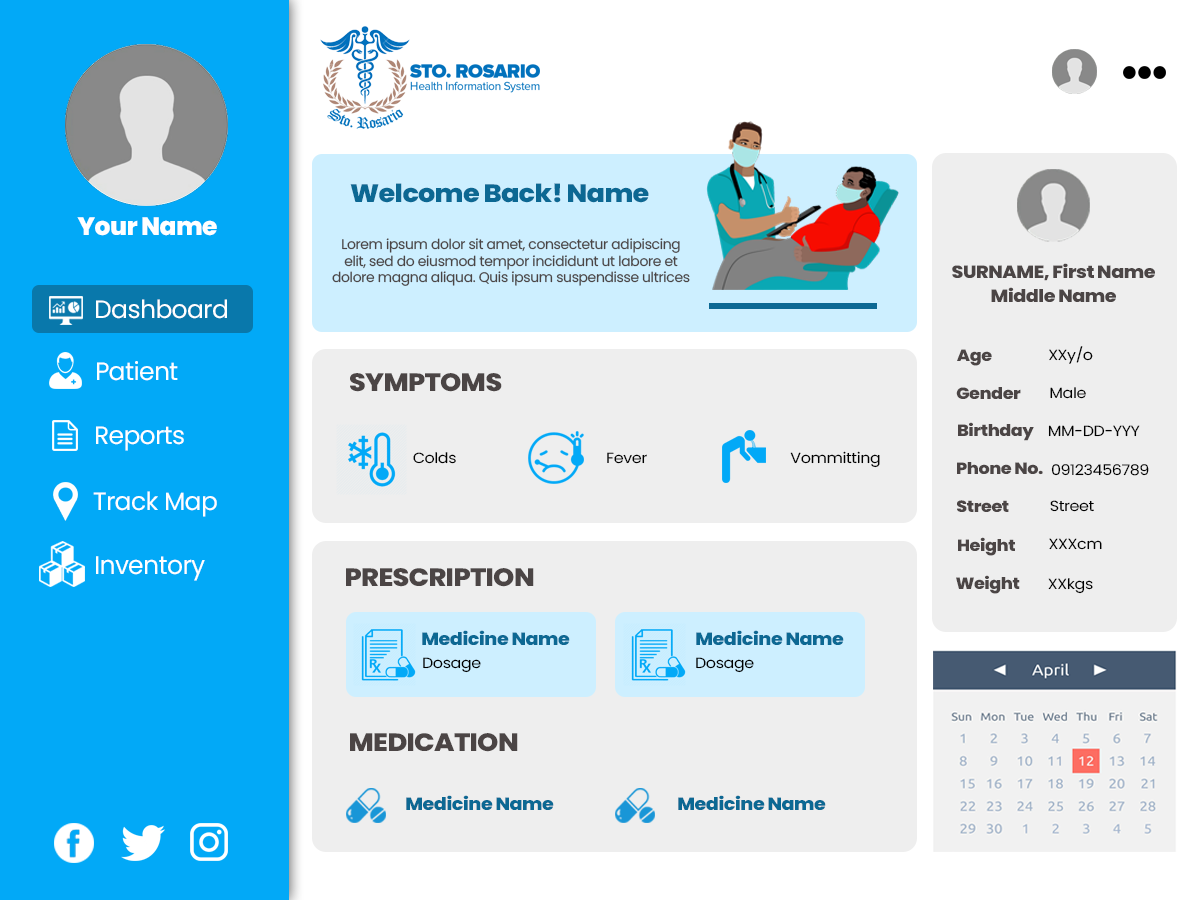 Your Name
Dashboard
Patient
Reports
Track Map
Inventory
STO. ROSARIO
Health Information System
Sto. Rosario
Welcome Back! Name
Lorem ipsum dolor sit amet, consectetur adipiscing
elit, sed do eiusmod tempor incididunt ut labore et
dolore magna aliqua. Quis ipsum suspendisse ultrices
SYMPTOMS
Colds
Fever
Vommitting
PRESCRIPTION
Rx
Medicine Name
Dosage
Rx
Medicine Name
Dosage
MEDICATION
Medicine Name
Medicine Name
SURNAME, First Name
Middle Name
Age XXy/o
Gender Male
Birthday MM-DD-YYY
Phone No. 09123456789
Street Street
Height XXXcm
Weight XXkgs
April
Sun Mon Tue Wed Thu Fri Sat
1 2 3 4 5 6 7
8 9 10 11 12 13 14
15 16 17 18 19 20 21
22 23 24 25 26 27 28
29 30 1 2 3 4 5